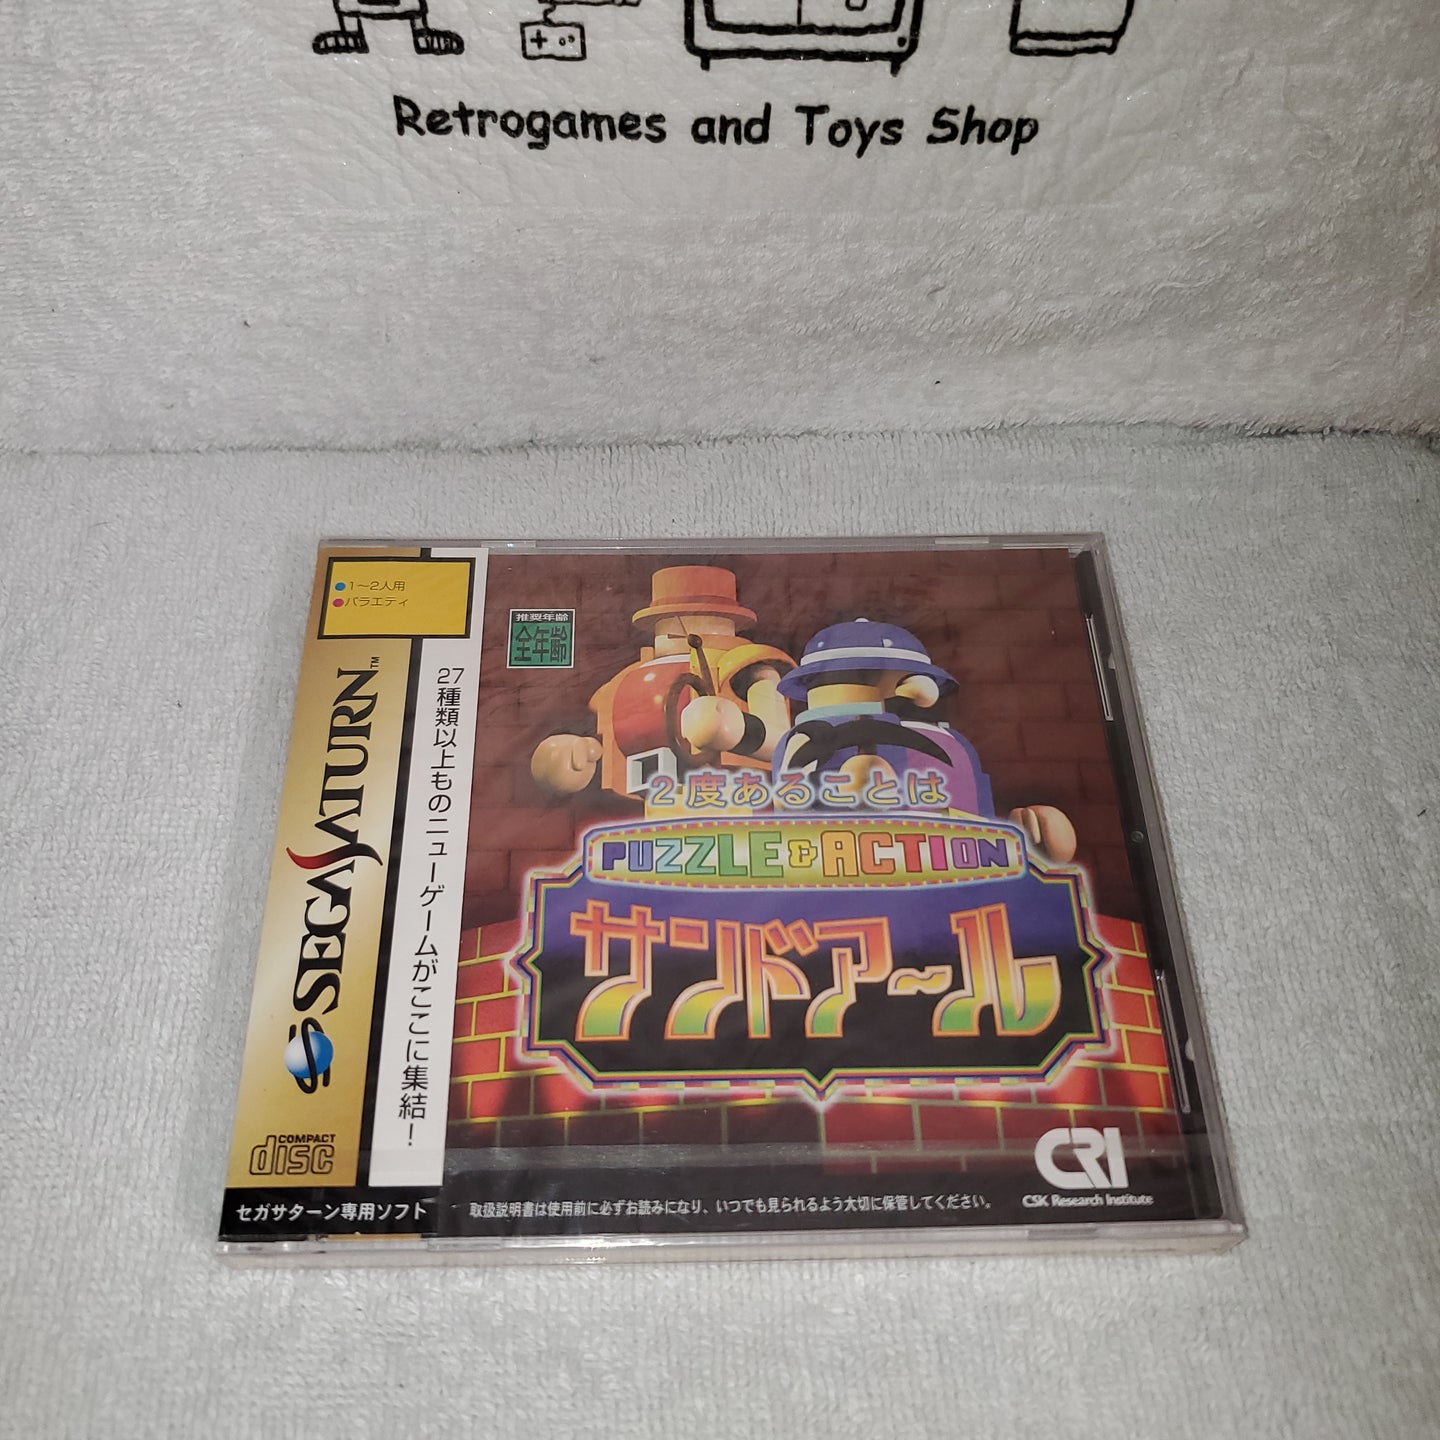 Retrogames and Toys Shop
●1〜2人用
●バラエティ
推奨年齢
全年齢
SEGA SATURN™
27種類以上ものニューゲームがここに集結!
2度あることは
PUZZLE & ACTION
サンドアール
COMPACT
disc
セガサターン専用ソフト
取扱説明書は使用前に必ずお読みになり、いつでも見られるよう大切に保管してください。
CRI
CSK Research Institute